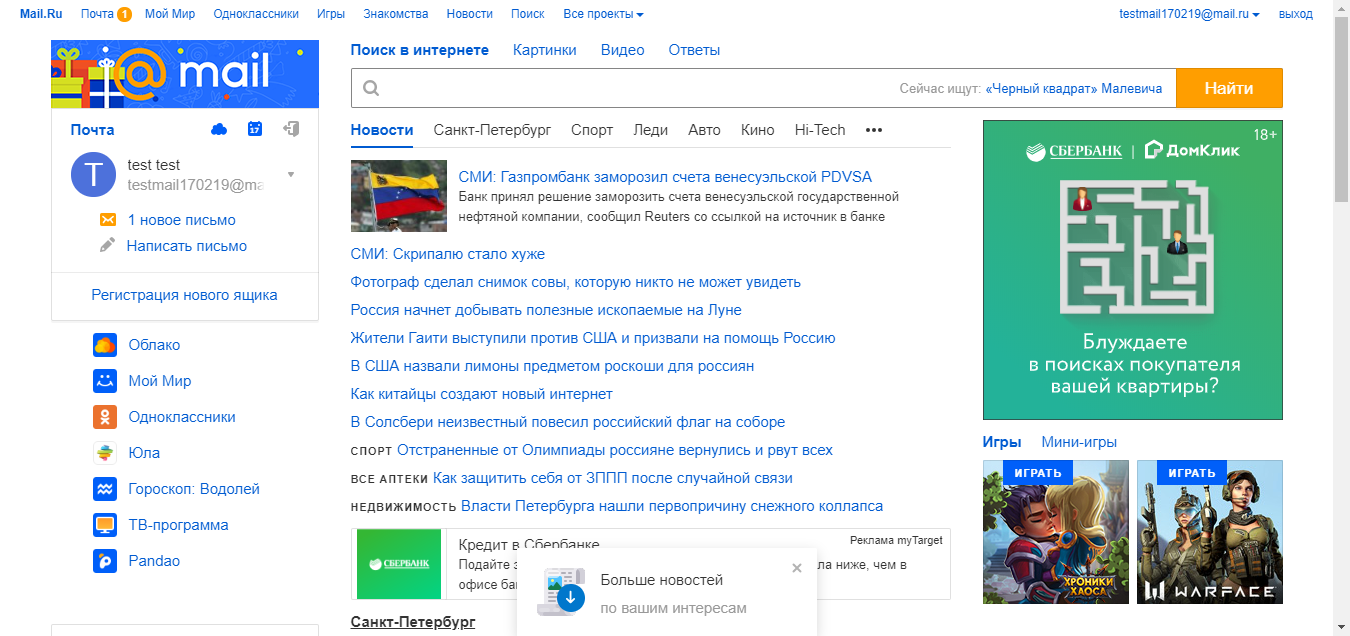 Mail.Ru Почта 1 Мой Мир Одноклассники Игры Знакомства Новости Поиск Все проекты testmail170219@mail.ru выход
@mail
Поиск в интернете Картинки Видео Ответы
Сейчас ищут: «Черный квадрат» Малевича Найти
Почта 17
T
test test
testmail170219@ma
1 новое письмо
Написать письмо
Регистрация нового ящика
Облако
Мой Мир
Одноклассники
Юла
Гороскоп: Водолей
ТВ-программа
Pandao
Новости Санкт-Петербург Спорт Леди Авто Кино Hi-Tech
СМИ: Газпромбанк заморозил счета венесуэльской PDVSA
Банк принял решение заморозить счета венесуэльской государственной
нефтяной компании, сообщил Reuters со ссылкой на источник в банке
СМИ: Скрипалю стало хуже
Фотограф сделал снимок совы, которую никто не может увидеть
Россия начнет добывать полезные ископаемые на Луне
Жители Гаити выступили против США и призвали на помощь Россию
В США назвали лимоны предметом роскоши для россиян
Как китайцы создают новый интернет
В Солсбери неизвестный повесил российский флаг на соборе
СПОРТ Отстраненные от Олимпиады россияне вернулись и рвут всех
ВСЕ АПТЕКИ Как защитить себя от ЗППП после случайной связи
НЕДВИЖИМОСТЬ Власти Петербурга нашли первопричину снежного коллапса
СБЕРБАНК
Кредит в Сбербанке Реклама myTarget
Подайте ла ниже, чем в
офисе
Больше новостей
по вашим интересам
Санкт-Петербург
18+
СБЕРБАНК | ДомКлик
Блуждаете
в поисках покупателя
вашей квартиры?
Игры Мини-игры
ИГРАТЬ ИГРАТЬ
ХРОНИКИ
ХАОСА
WARFACE